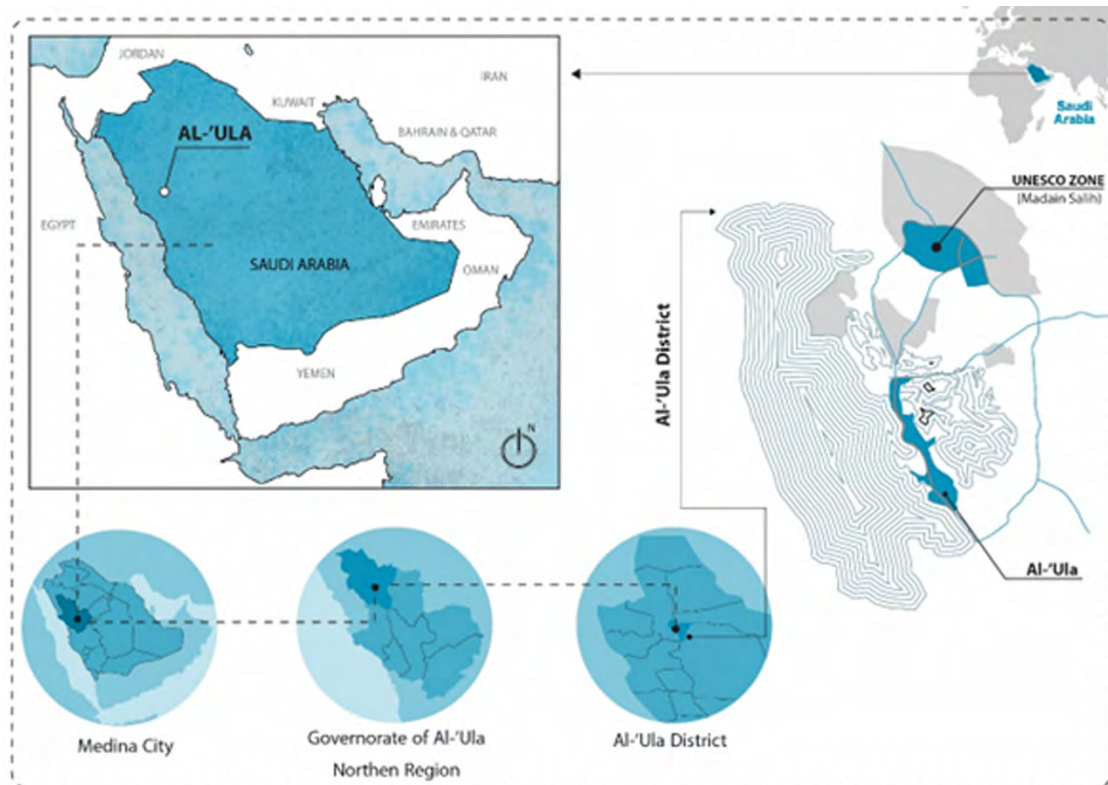 JORDAN
IRAN
KUWAIT
AL-'ULA
BAHRAIN & QATAR
EGYPT
EMIRATES
SAUDI ARABIA
OMAN
YEMEN
N
Saudi
Arabia
UNESCO ZONE
(Madain Salih)
Al-'Ula District
Al-'Ula
Medina City
Governorate of Al-'Ula
Northen Region
Al-'Ula District